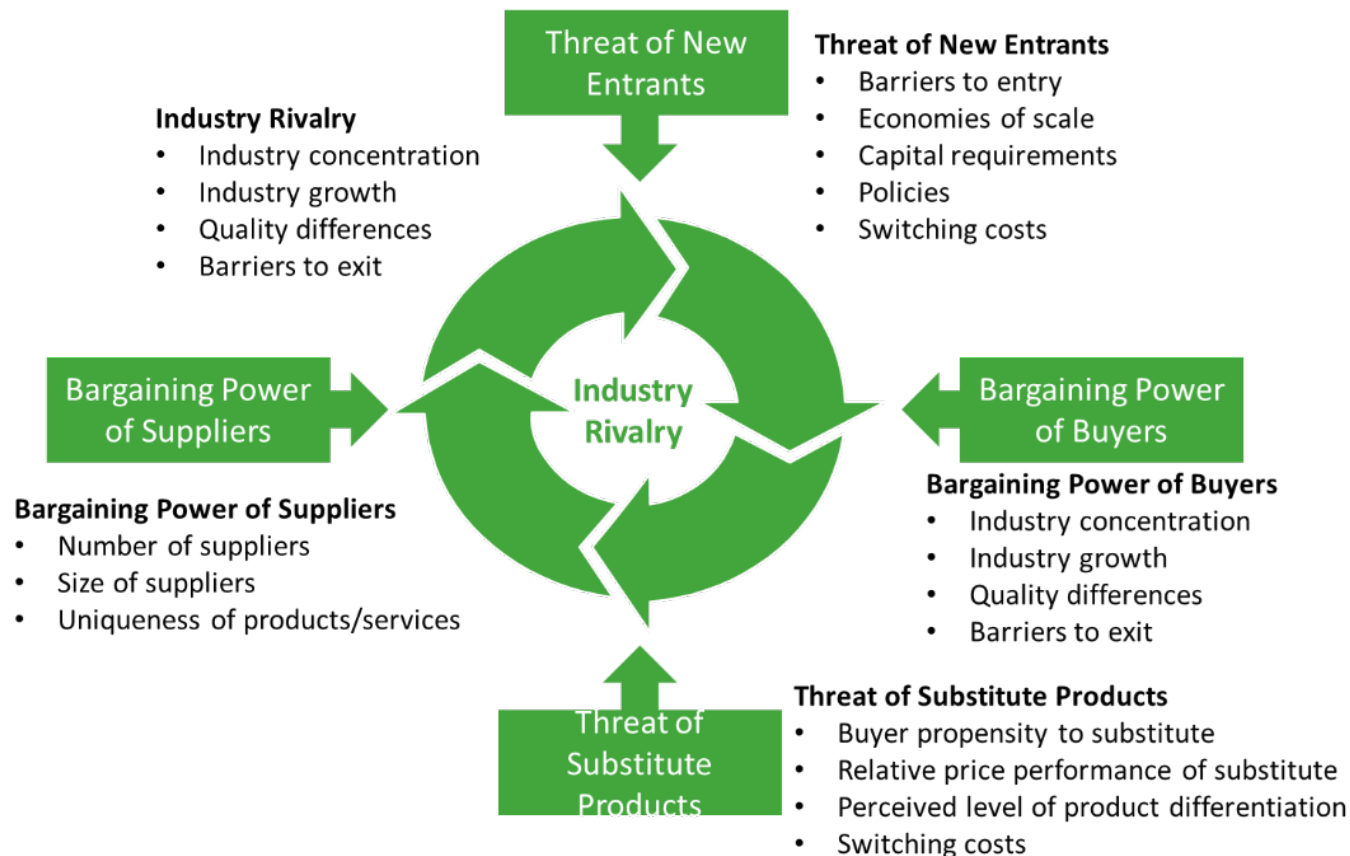 Threat of New
Entrants
Threat of New Entrants
• Barriers to entry
• Economies of scale
• Capital requirements
• Policies
• Switching costs
Industry Rivalry
• Industry concentration
• Industry growth
• Quality differences
• Barriers to exit
Bargaining Power
of Suppliers
Industry
Rivalry
Bargaining Power
of Buyers
Bargaining Power of Suppliers
• Number of suppliers
• Size of suppliers
• Uniqueness of products/services
Bargaining Power of Buyers
• Industry concentration
• Industry growth
• Quality differences
• Barriers to exit
Threat of
Substitute
Products
Threat of Substitute Products
• Buyer propensity to substitute
• Relative price performance of substitute
• Perceived level of product differentiation
• Switching costs